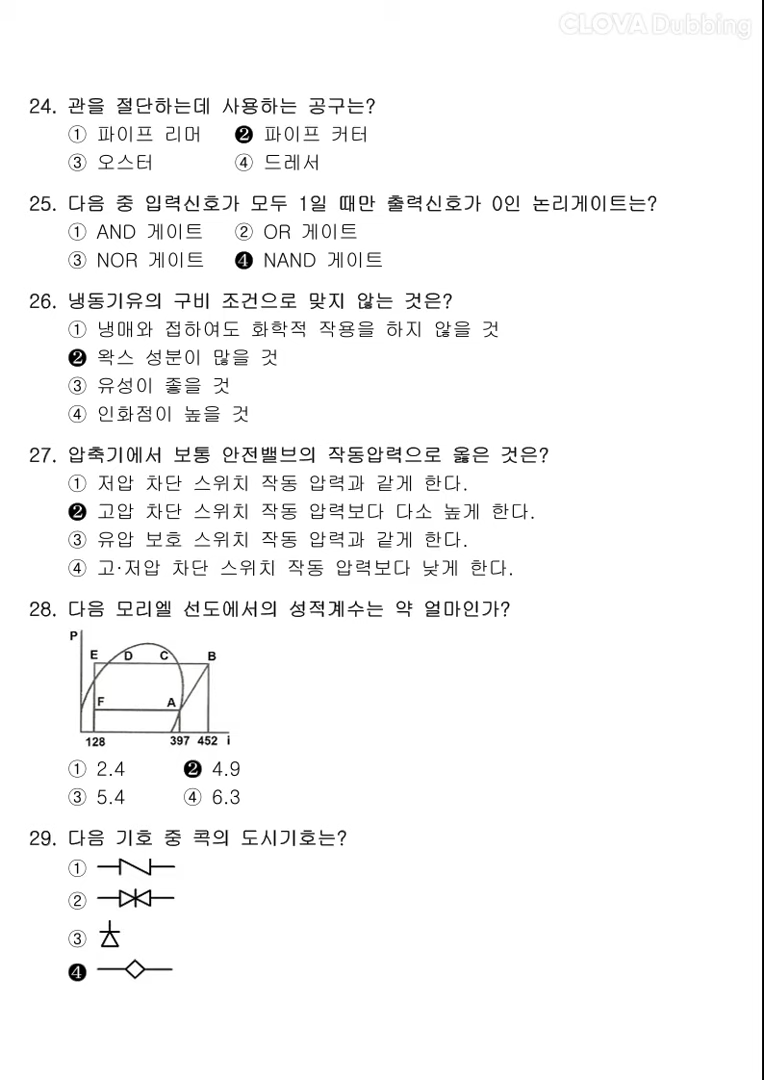 CLOVA Dubbing
24. 관을 절단하는데 사용하는 공구는?
① 파이프 리머 ❷ 파이프 커터
③ 오스터 ④ 드레서
25. 다음 중 입력신호가 모두 1일 때만 출력신호가 0인 논리게이트는?
① AND 게이트 ② OR 게이트
③ NOR 게이트 ❹ NAND 게이트
26. 냉동기유의 구비 조건으로 맞지 않는 것은?
① 냉매와 접하여도 화학적 작용을 하지 않을 것
❷ 왁스 성분이 많을 것
③ 유성이 좋을 것
④ 인화점이 높을 것
27. 압축기에서 보통 안전밸브의 작동압력으로 옳은 것은?
① 저압 차단 스위치 작동 압력과 같게 한다.
❷ 고압 차단 스위치 작동 압력보다 다소 높게 한다.
③ 유압 보호 스위치 작동 압력과 같게 한다.
④ 고·저압 차단 스위치 작동 압력보다 낮게 한다.
28. 다음 모리엘 선도에서의 성적계수는 약 얼마인가?
P
E D C B
F A
128 397 452 i
① 2.4 ❷ 4.9
③ 5.4 ④ 6.3
29. 다음 기호 중 콕의 도시기호는?
①
②
③
❹